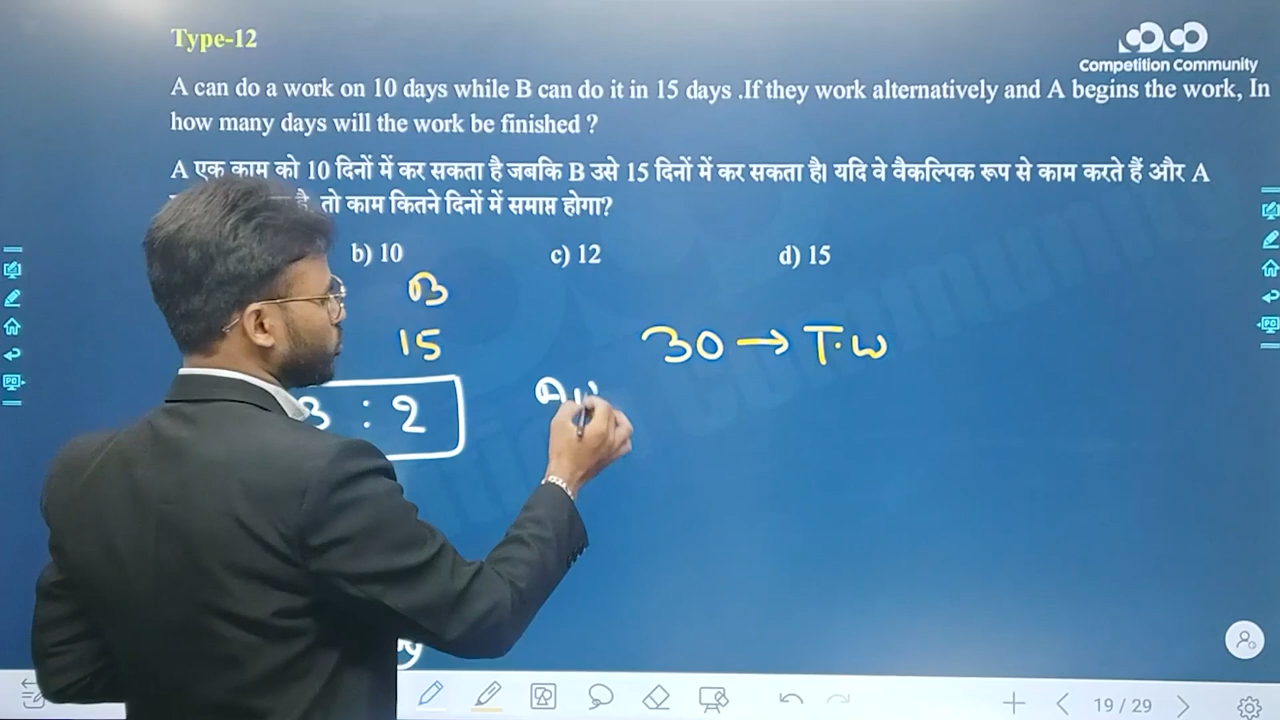 Type-12
Competition Community
A can do a work on 10 days while B can do it in 15 days .If they work alternatively and A begins the work, In
how many days will the work be finished ?
A एक काम को 10 दिनों में कर सकता है जबकि B उसे 15 दिनों में कर सकता है। यदि वे वैकल्पिक रूप से काम करते हैं और A
तो काम कितने दिनों में समाप्त होगा?
b) 10 c) 12 d) 15
B
15 30 → T.W
3 : 2
19 / 29